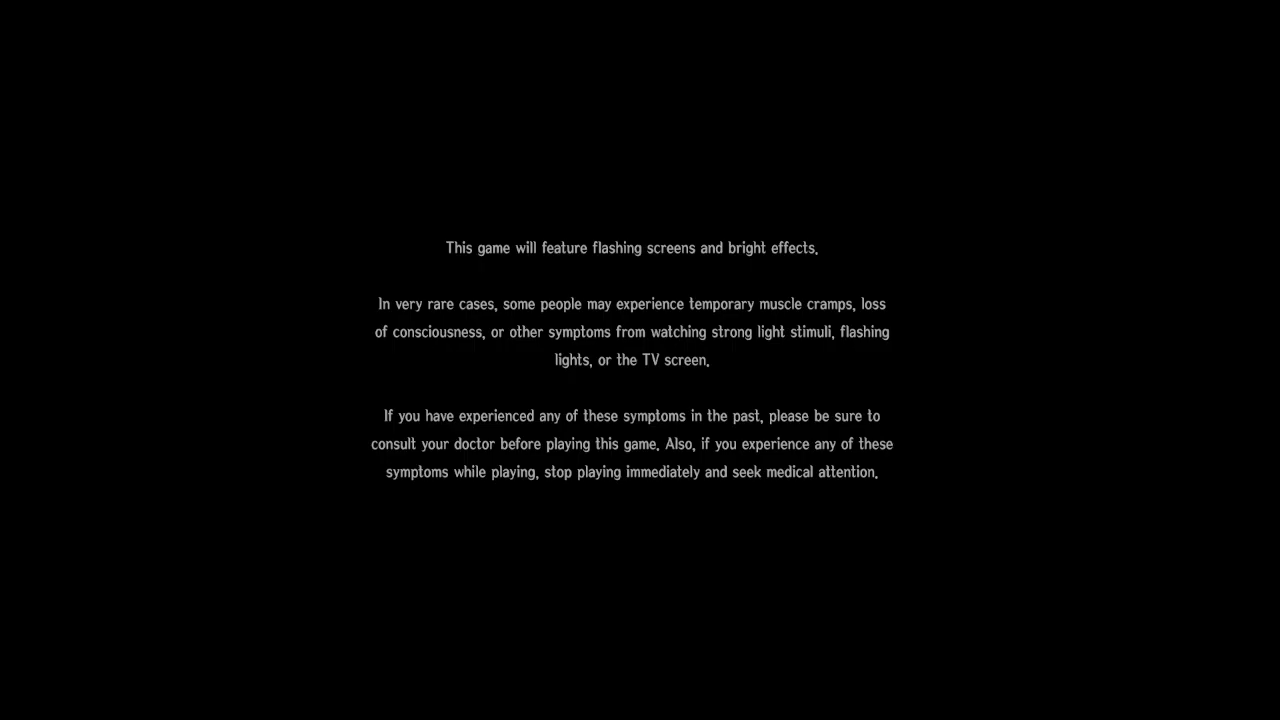 This game will feature flashing screens and bright effects.
In very rare cases, some people may experience temporary muscle cramps, loss
of consciousness, or other symptoms from watching strong light stimuli, flashing
lights, or the TV screen.
If you have experienced any of these symptoms in the past, please be sure to
consult your doctor before playing this game. Also, if you experience any of these
symptoms while playing, stop playing immediately and seek medical attention.